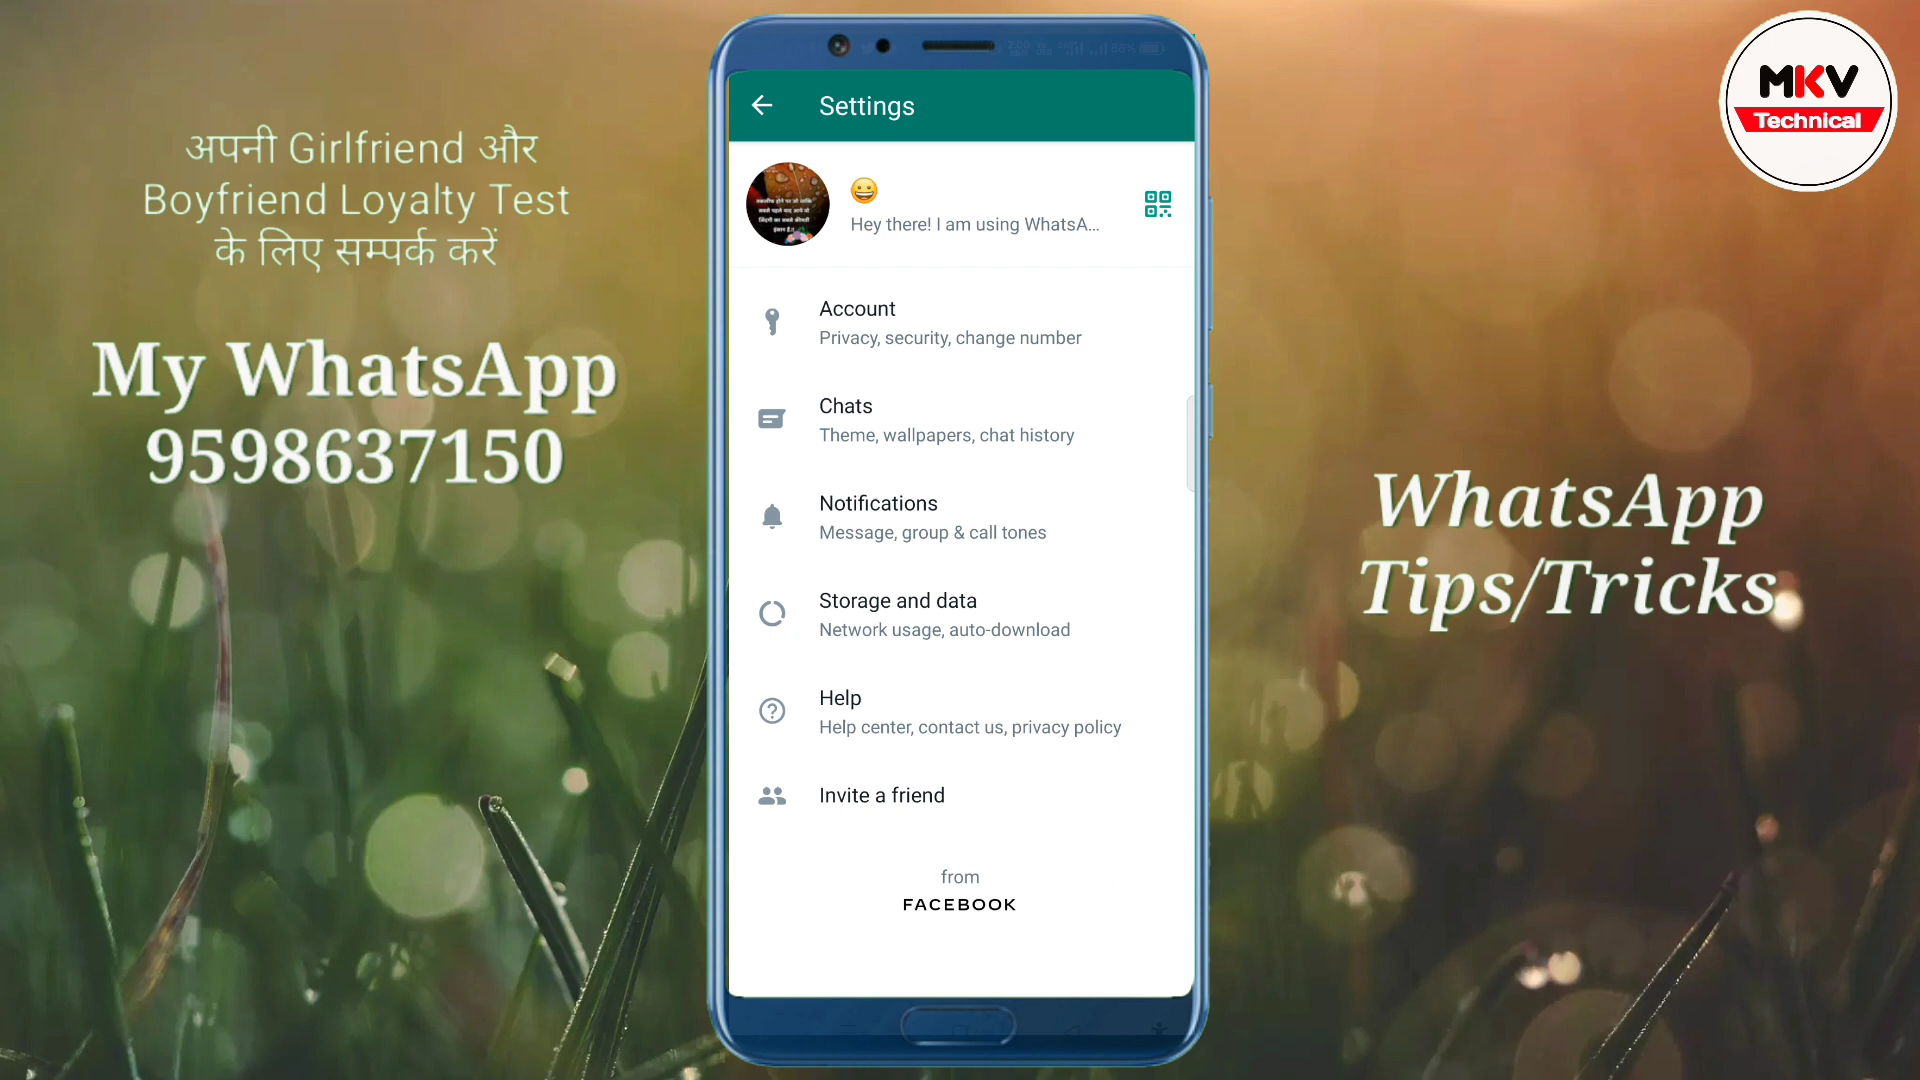 अपनी Girlfriend और
Boyfriend Loyalty Test
के लिए सम्पर्क करें
My WhatsApp
9598637150
88%
Settings
😀
Hey there! I am using WhatsA...
Account
Privacy, security, change number
Chats
Theme, wallpapers, chat history
Notifications
Message, group & call tones
Storage and data
Network usage, auto-download
Help
Help center, contact us, privacy policy
Invite a friend
from
FACEBOOK
MKV
Technical
WhatsApp
Tips/Tricks